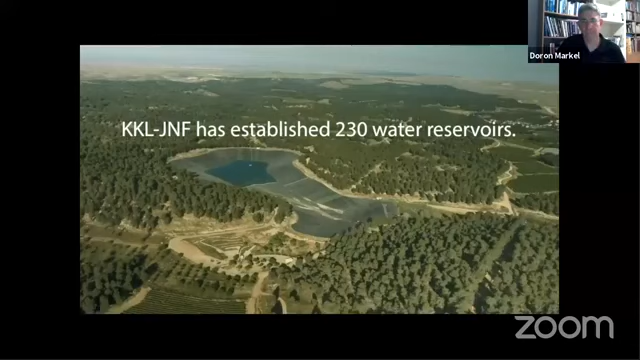 Doron Markel
KKL-JNF has established 230 water reservoirs.
zoom